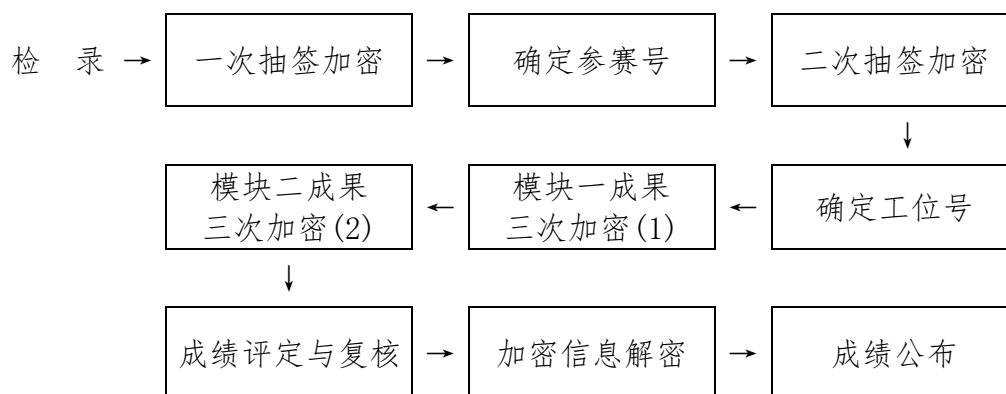 检 录 → 一次抽签加密 → 确定参赛号 → 二次抽签加密
↓
确定工位号
←
模块一成果
三次加密(1)
←
模块二成果
三次加密(2)
↓
成绩评定与复核 → 加密信息解密 → 成绩公布